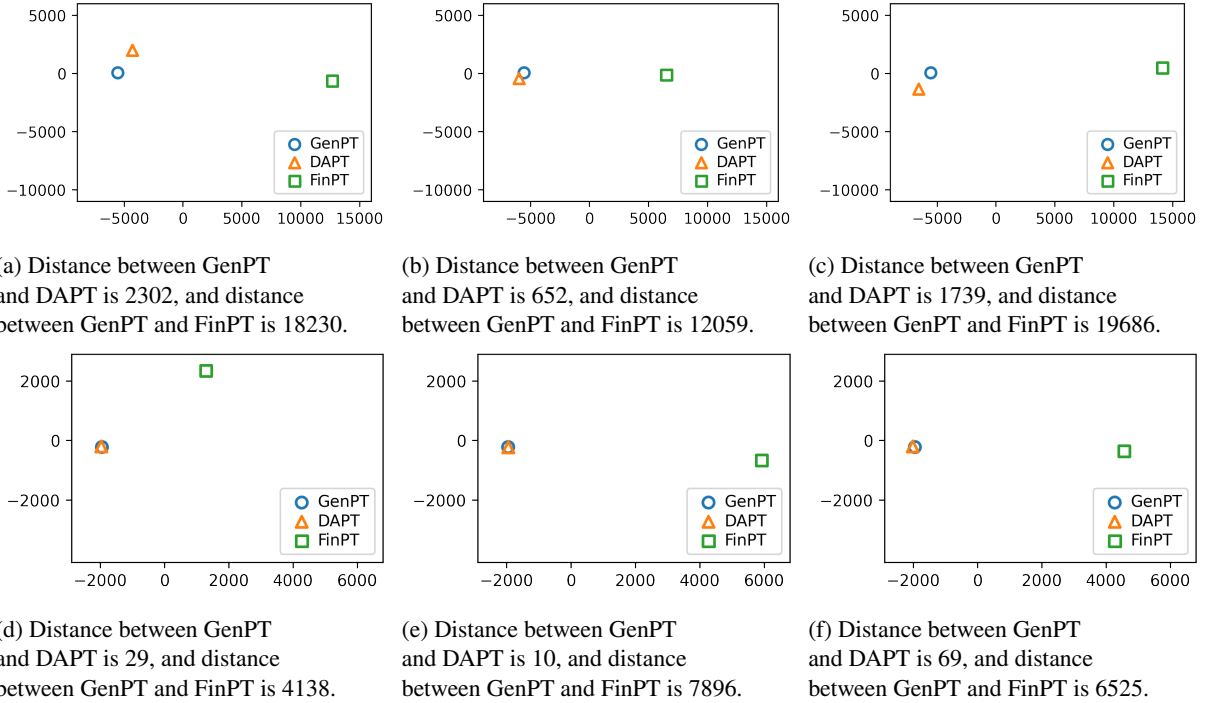 5000
0
−5000
−10000
−5000 0 5000 10000 15000
GenPT
DAPT
FinPT
5000
0
−5000
−10000
−5000 0 5000 10000 15000
GenPT
DAPT
FinPT
5000
0
−5000
−10000
−5000 0 5000 10000 15000
GenPT
DAPT
FinPT
(a) Distance between GenPT
and DAPT is 2302, and distance
between GenPT and FinPT is 18230.
(b) Distance between GenPT
and DAPT is 652, and distance
between GenPT and FinPT is 12059.
(c) Distance between GenPT
and DAPT is 1739, and distance
between GenPT and FinPT is 19686.
2000
0
−2000
−2000 0 2000 4000 6000
GenPT
DAPT
FinPT
2000
0
−2000
−2000 0 2000 4000 6000
GenPT
DAPT
FinPT
2000
0
−2000
−2000 0 2000 4000 6000
GenPT
DAPT
FinPT
(d) Distance between GenPT
and DAPT is 29, and distance
between GenPT and FinPT is 4138.
(e) Distance between GenPT
and DAPT is 10, and distance
between GenPT and FinPT is 7896.
(f) Distance between GenPT
and DAPT is 69, and distance
between GenPT and FinPT is 6525.